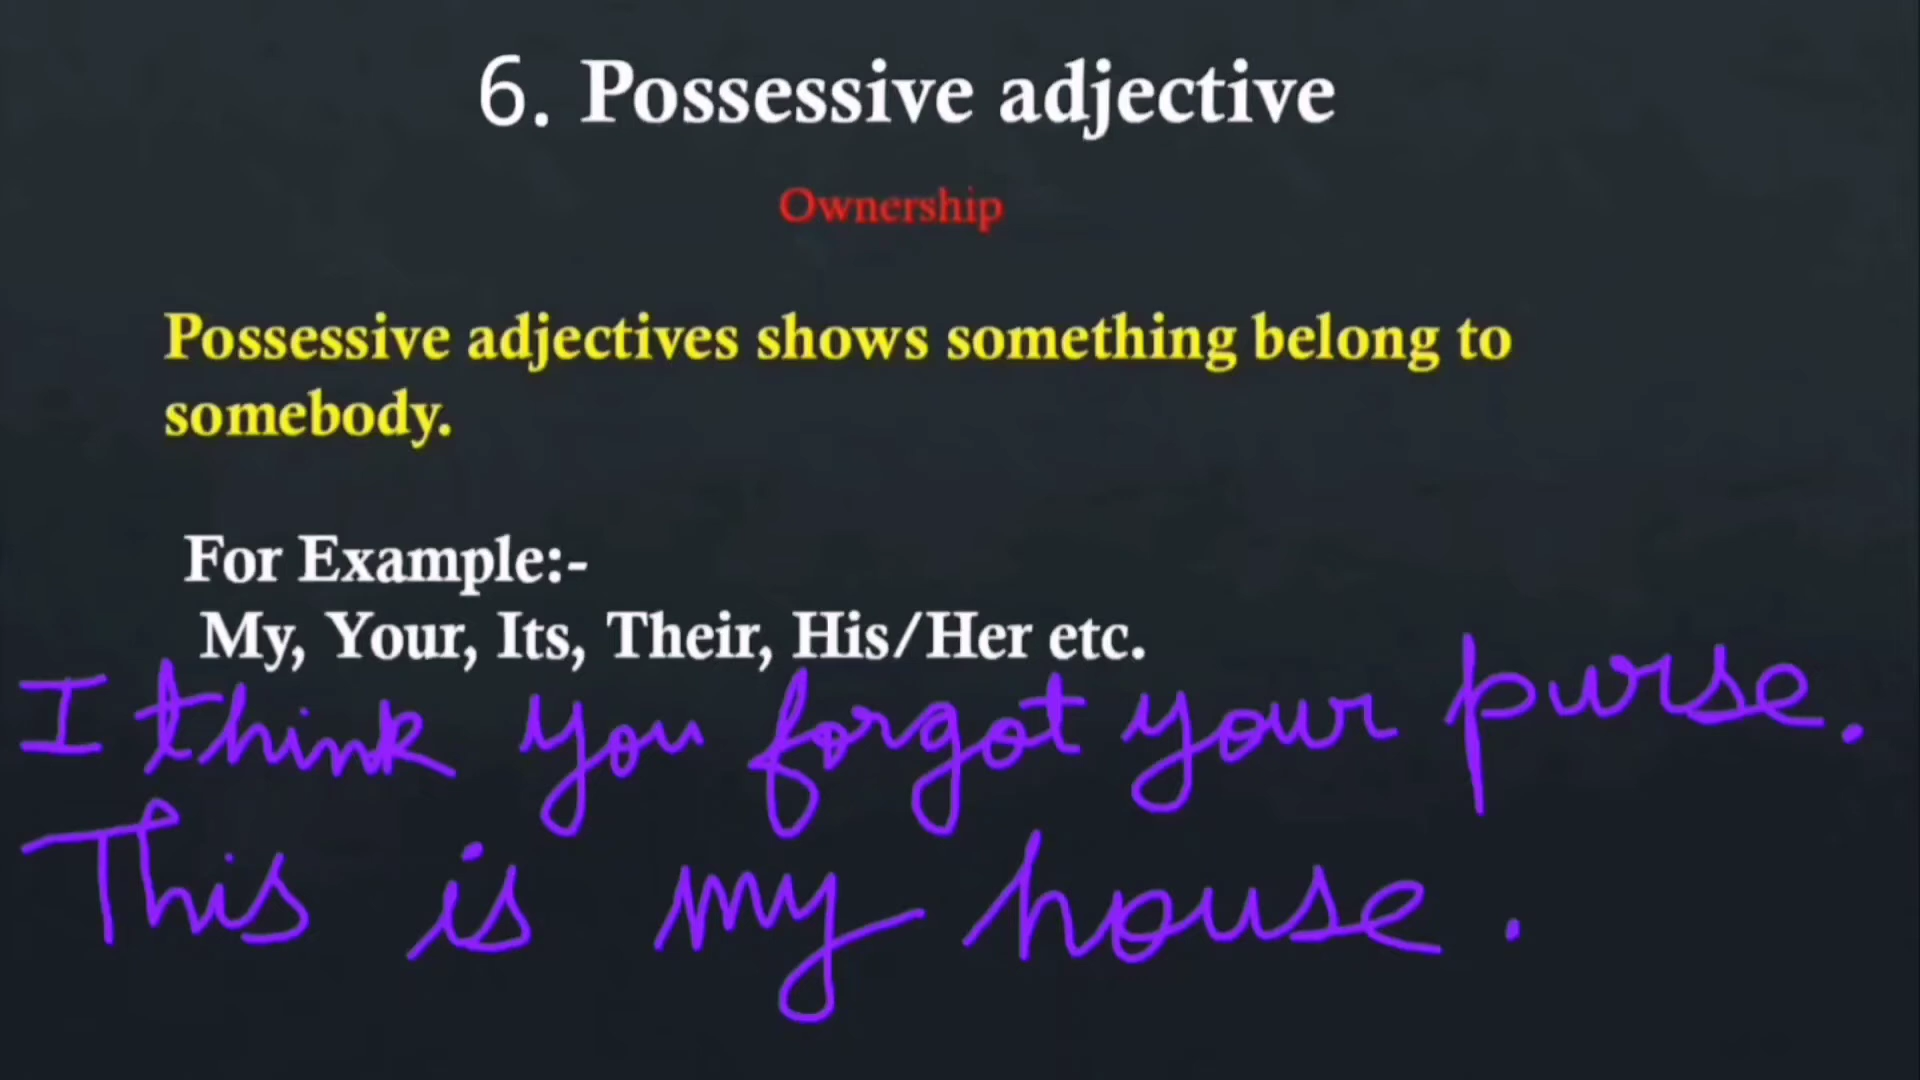 6. Possessive adjective
Ownership
Possessive adjectives shows something belong to
somebody.
For Example:-
My, Your, Its, Their, His/Her etc.
I think you forgot your purse.
This is my house.